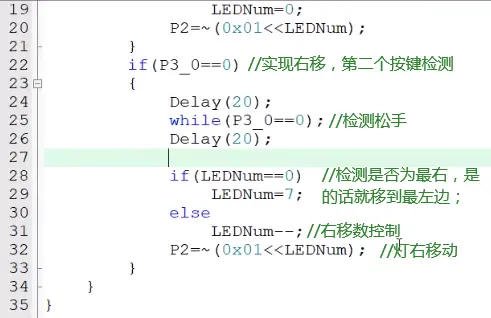 19 LEDNum=0;
20 P2=~(0x01<<LEDNum);
21 }
22 if(P3_0==0) //实现右移，第二个按键检测
23 {
24 Delay(20);
25 while(P3_0==0); //检测松手
26 Delay(20);
27
28 if(LEDNum==0) //检测是否为最右，是
29 LEDNum=7; 的话就移到最左边；
30 else
31 LEDNum--; //右移数控制
32 P2=~(0x01<<LEDNum); //灯右移动
33 }
34 }
35 }